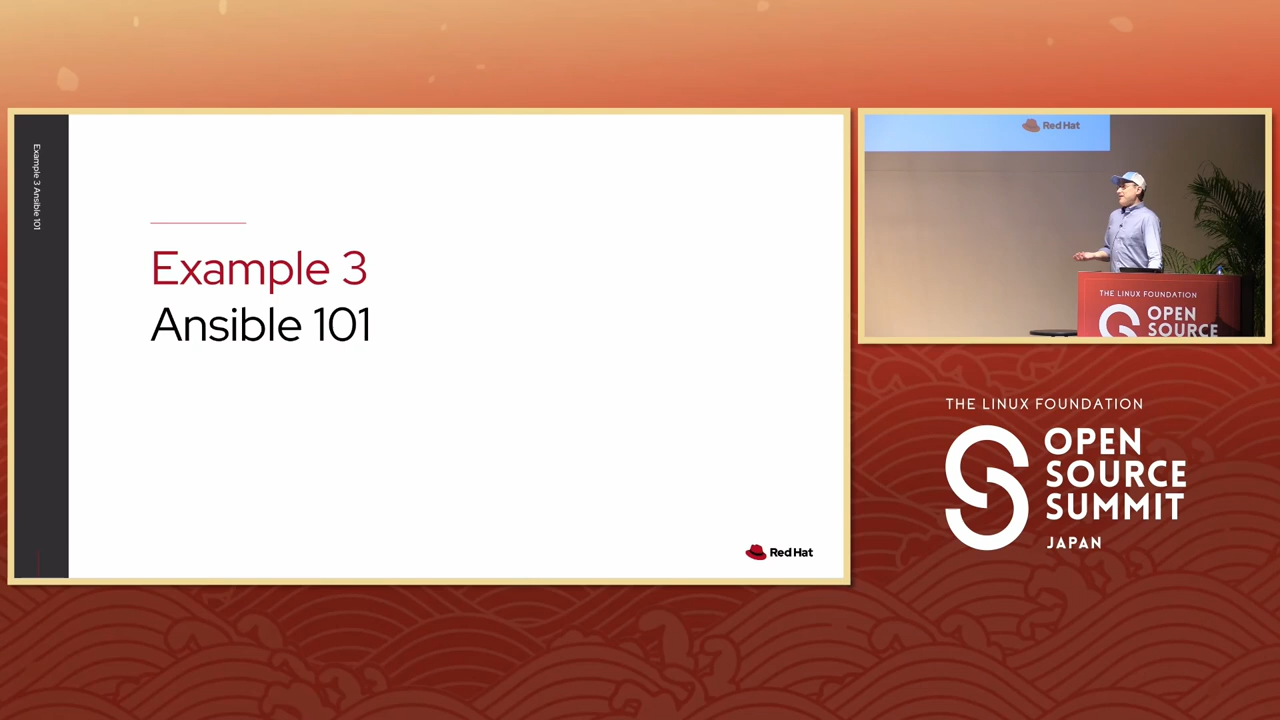 Example 3 Ansible 101
Example 3
Ansible 101
Red Hat
Red Hat
THE LINUX FOUNDATION
OPEN
SOURCE
THE LINUX FOUNDATION
OPEN
SOURCE
SUMMIT
JAPAN